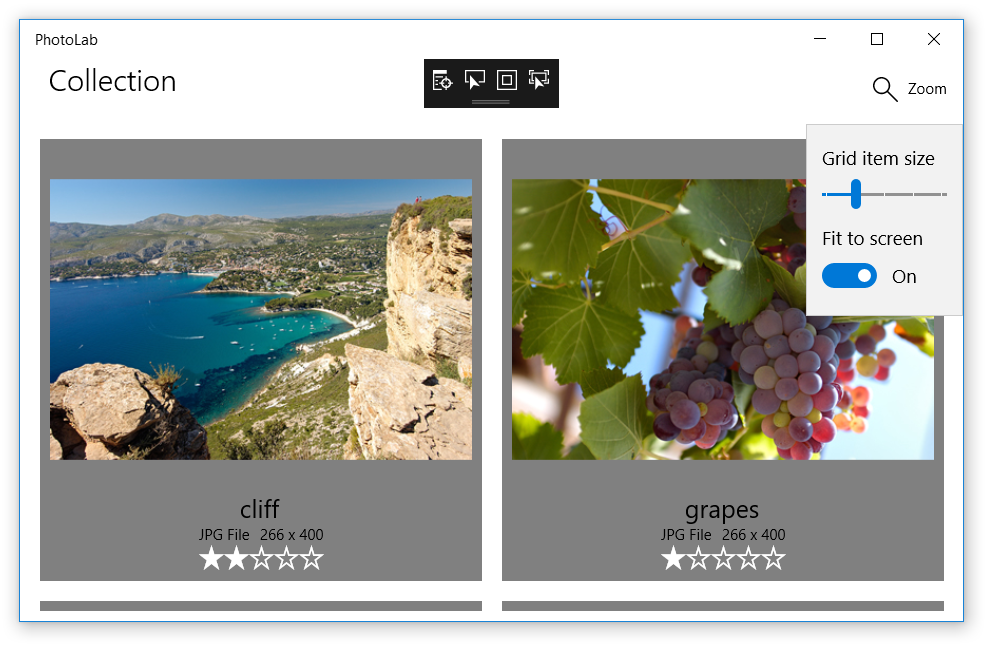 PhotoLab
Collection
Zoom
Grid item size
Fit to screen
On
cliff
JPG File 266 x 400
grapes
JPG File 266 x 400